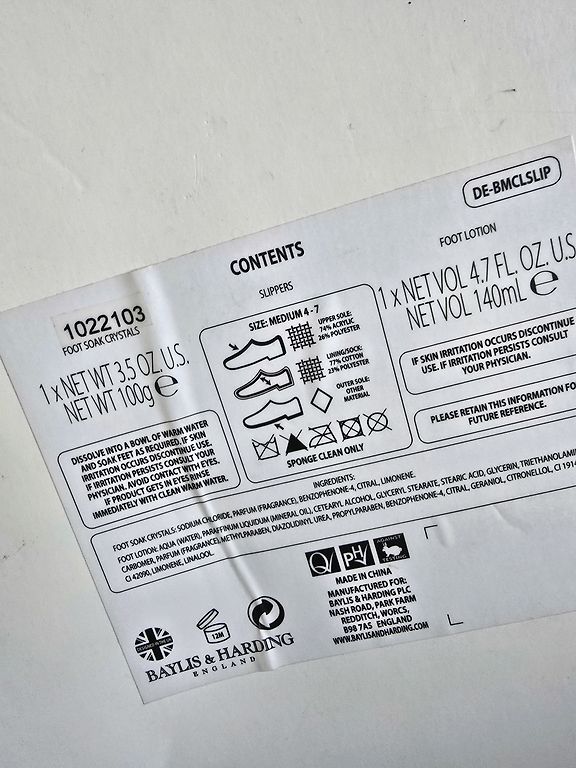 DE-BMCLSLIP
CONTENTS
1022103
FOOT SOAK CRYSTALS
1 x NET WT 3.5 OZ. U.S.
NET WT 100g e
DISSOLVE INTO A BOWL OF WARM WATER
AND SOAK FEET AS REQUIRED. IF SKIN
IRRITATION OCCURS DISCONTINUE USE.
IF IRRITATION PERSISTS CONSULT YOUR
PHYSICIAN. AVOID CONTACT WITH EYES.
IF PRODUCT GETS IN EYES RINSE
IMMEDIATELY WITH CLEAN WARM WATER.
SLIPPERS
SIZE: MEDIUM 4 - 7
UPPER SOLE:
74% ACRYLIC
26% POLYESTER
LINING/SOCK:
77% COTTON
23% POLYESTER
OUTER SOLE:
OTHER
MATERIAL
SPONGE CLEAN ONLY
FOOT LOTION
1 x NET VOL 4.7 FL. OZ. U.S
NET VOL 140mL e
IF SKIN IRRITATION OCCURS DISCONTINUE
USE. IF IRRITATION PERSISTS CONSULT
YOUR PHYSICIAN.
PLEASE RETAIN THIS INFORMATION FO
FUTURE REFERENCE.
INGREDIENTS:
FOOT SOAK CRYSTALS: SODIUM CHLORIDE, PARFUM (FRAGRANCE), BENZOPHENONE-4, CITRAL, LIMONENE.
FOOT LOTION: AQUA (WATER), PARAFFINUM LIQUIDUM (MINERAL OIL), CETEARYL ALCOHOL, GLYCERYL STEARATE, STEARIC ACID, GLYCERIN, TRIETHANOLAMIN
CARBOMER, PARFUM (FRAGRANCE), METHYLPARABEN, DIAZOLIDINYL UREA, PROPYLPARABEN, BENZOPHENONE-4, CITRAL, GERANIOL, CITRONELLOL, CI 191
CI 42090, LIMONENE, LINALOOL.
QV pH AGAINST
TESTING
MADE IN CHINA
MANUFACTURED FOR:
BAYLIS & HARDING PLC
NASH ROAD, PARK FARM
REDDITCH, WORCS,
B98 7AS ENGLAND
WWW.BAYLISANDHARDING.COM
12M
BAYLIS & HARDING
ENGLAND